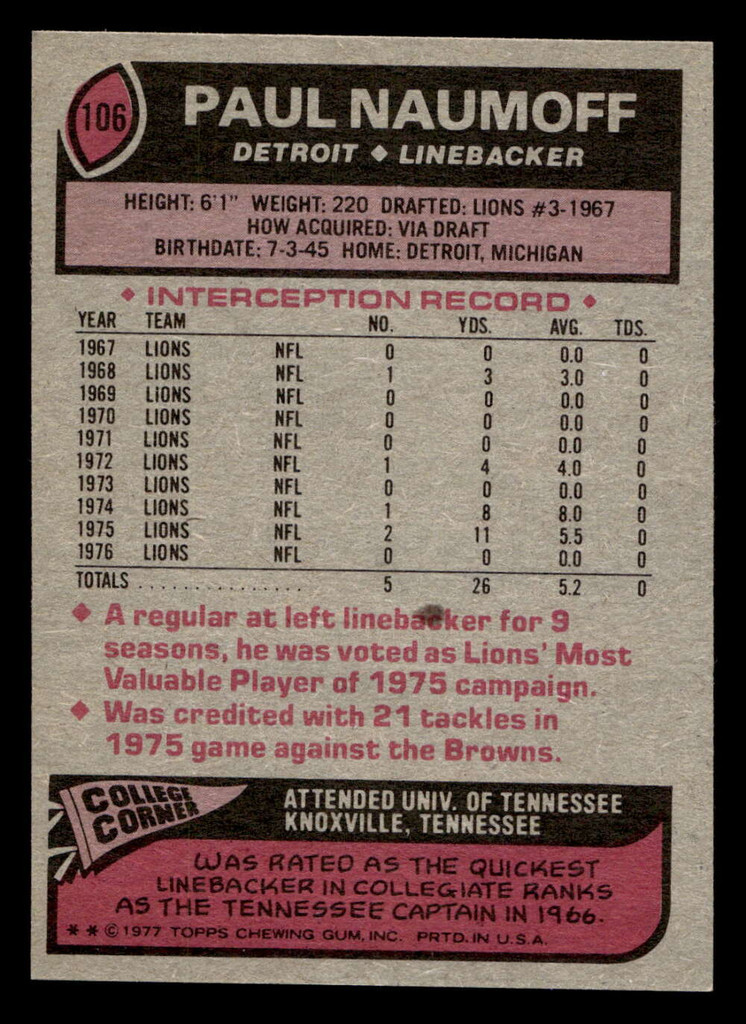 106
PAUL NAUMOFF
DETROIT ♦ LINEBACKER
HEIGHT: 6'1" WEIGHT: 220 DRAFTED: LIONS #3-1967
HOW ACQUIRED: VIA DRAFT
BIRTHDATE: 7-3-45 HOME: DETROIT, MICHIGAN
♦ INTERCEPTION RECORD ♦
YEAR TEAM NO. YDS. AVG. TDS.
1967 LIONS NFL 0 0 0.0 0
1968 LIONS NFL 1 3 3.0 0
1969 LIONS NFL 0 0 0.0 0
1970 LIONS NFL 0 0 0.0 0
1971 LIONS NFL 0 0 0.0 0
1972 LIONS NFL 1 4 4.0 0
1973 LIONS NFL 0 0 0.0 0
1974 LIONS NFL 1 8 8.0 0
1975 LIONS NFL 2 11 5.5 0
1976 LIONS NFL 0 0 0.0 0
TOTALS . . . . . . . . . . . . . . . . 5 26 5.2 0
♦ A regular at left linebacker for 9
seasons, he was voted as Lions' Most
Valuable Player of 1975 campaign.
♦ Was credited with 21 tackles in
1975 game against the Browns.
COLLEGE
CORNER
ATTENDED UNIV. OF TENNESSEE
KNOXVILLE, TENNESSEE
WAS RATED AS THE QUICKEST
LINEBACKER IN COLLEGIATE RANKS
AS THE TENNESSEE CAPTAIN IN 1966.
* * © 1977 TOPPS CHEWING GUM, INC. PRTD. IN U.S.A.